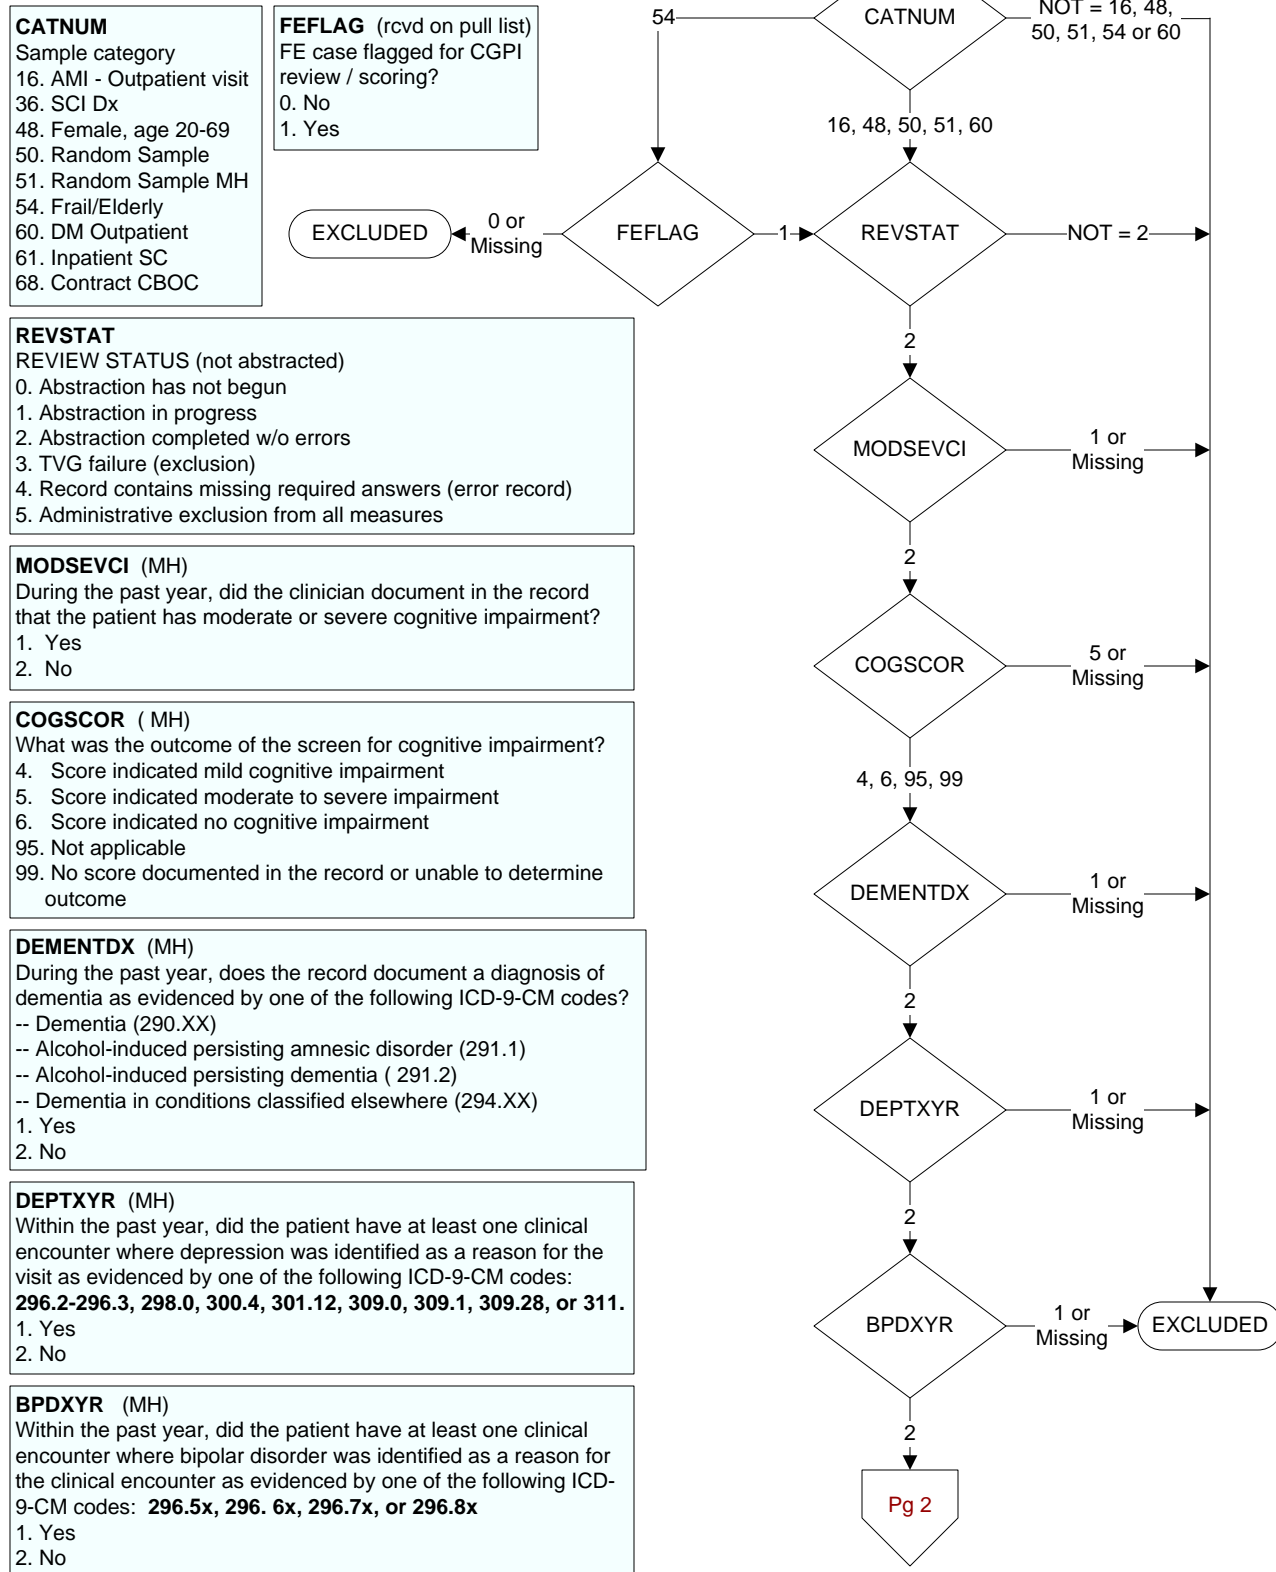 CATNUM
Sample category
16. AMI - Outpatient visit
36. SCI Dx
48. Female, age 20-69
50. Random Sample
51. Random Sample MH
54. Frail/Elderly
60. DM Outpatient
61. Inpatient SC
68. Contract CBOC
FEFLAG (rcvd on pull list)
FE case flagged for CGPI
review / scoring?
0. No
1. Yes
54
CATNUM
NOT = 16, 48,
50, 51, 54 or 60
16, 48, 50, 51, 60
EXCLUDED
0 or
Missing
FEFLAG
1
REVSTAT
NOT = 2
2
REVSTAT
REVIEW STATUS (not abstracted)
0. Abstraction has not begun
1. Abstraction in progress
2. Abstraction completed w/o errors
3. TVG failure (exclusion)
4. Record contains missing required answers (error record)
5. Administrative exclusion from all measures
MODSEVCI
1 or
Missing
2
MODSEVCI (MH)
During the past year, did the clinician document in the record
that the patient has moderate or severe cognitive impairment?
1. Yes
2. No
COGSCOR
5 or
Missing
4, 6, 95, 99
COGSCOR ( MH)
What was the outcome of the screen for cognitive impairment?
4. Score indicated mild cognitive impairment
5. Score indicated moderate to severe impairment
6. Score indicated no cognitive impairment
95. Not applicable
99. No score documented in the record or unable to determine
outcome
DEMENTDX
1 or
Missing
2
DEMENTDX (MH)
During the past year, does the record document a diagnosis of
dementia as evidenced by one of the following ICD-9-CM codes?
-- Dementia (290.XX)
-- Alcohol-induced persisting amnesic disorder (291.1)
-- Alcohol-induced persisting dementia ( 291.2)
-- Dementia in conditions classified elsewhere (294.XX)
1. Yes
2. No
DEPTXYR
1 or
Missing
2
DEPTXYR (MH)
Within the past year, did the patient have at least one clinical
encounter where depression was identified as a reason for the
visit as evidenced by one of the following ICD-9-CM codes:
296.2-296.3, 298.0, 300.4, 301.12, 309.0, 309.1, 309.28, or 311.
1. Yes
2. No
BPDXYR
1 or
Missing
EXCLUDED
2
BPDXYR (MH)
Within the past year, did the patient have at least one clinical
encounter where bipolar disorder was identified as a reason for
the clinical encounter as evidenced by one of the following ICD-
9-CM codes: 296.5x, 296. 6x, 296.7x, or 296.8x
1. Yes
2. No
Pg 2